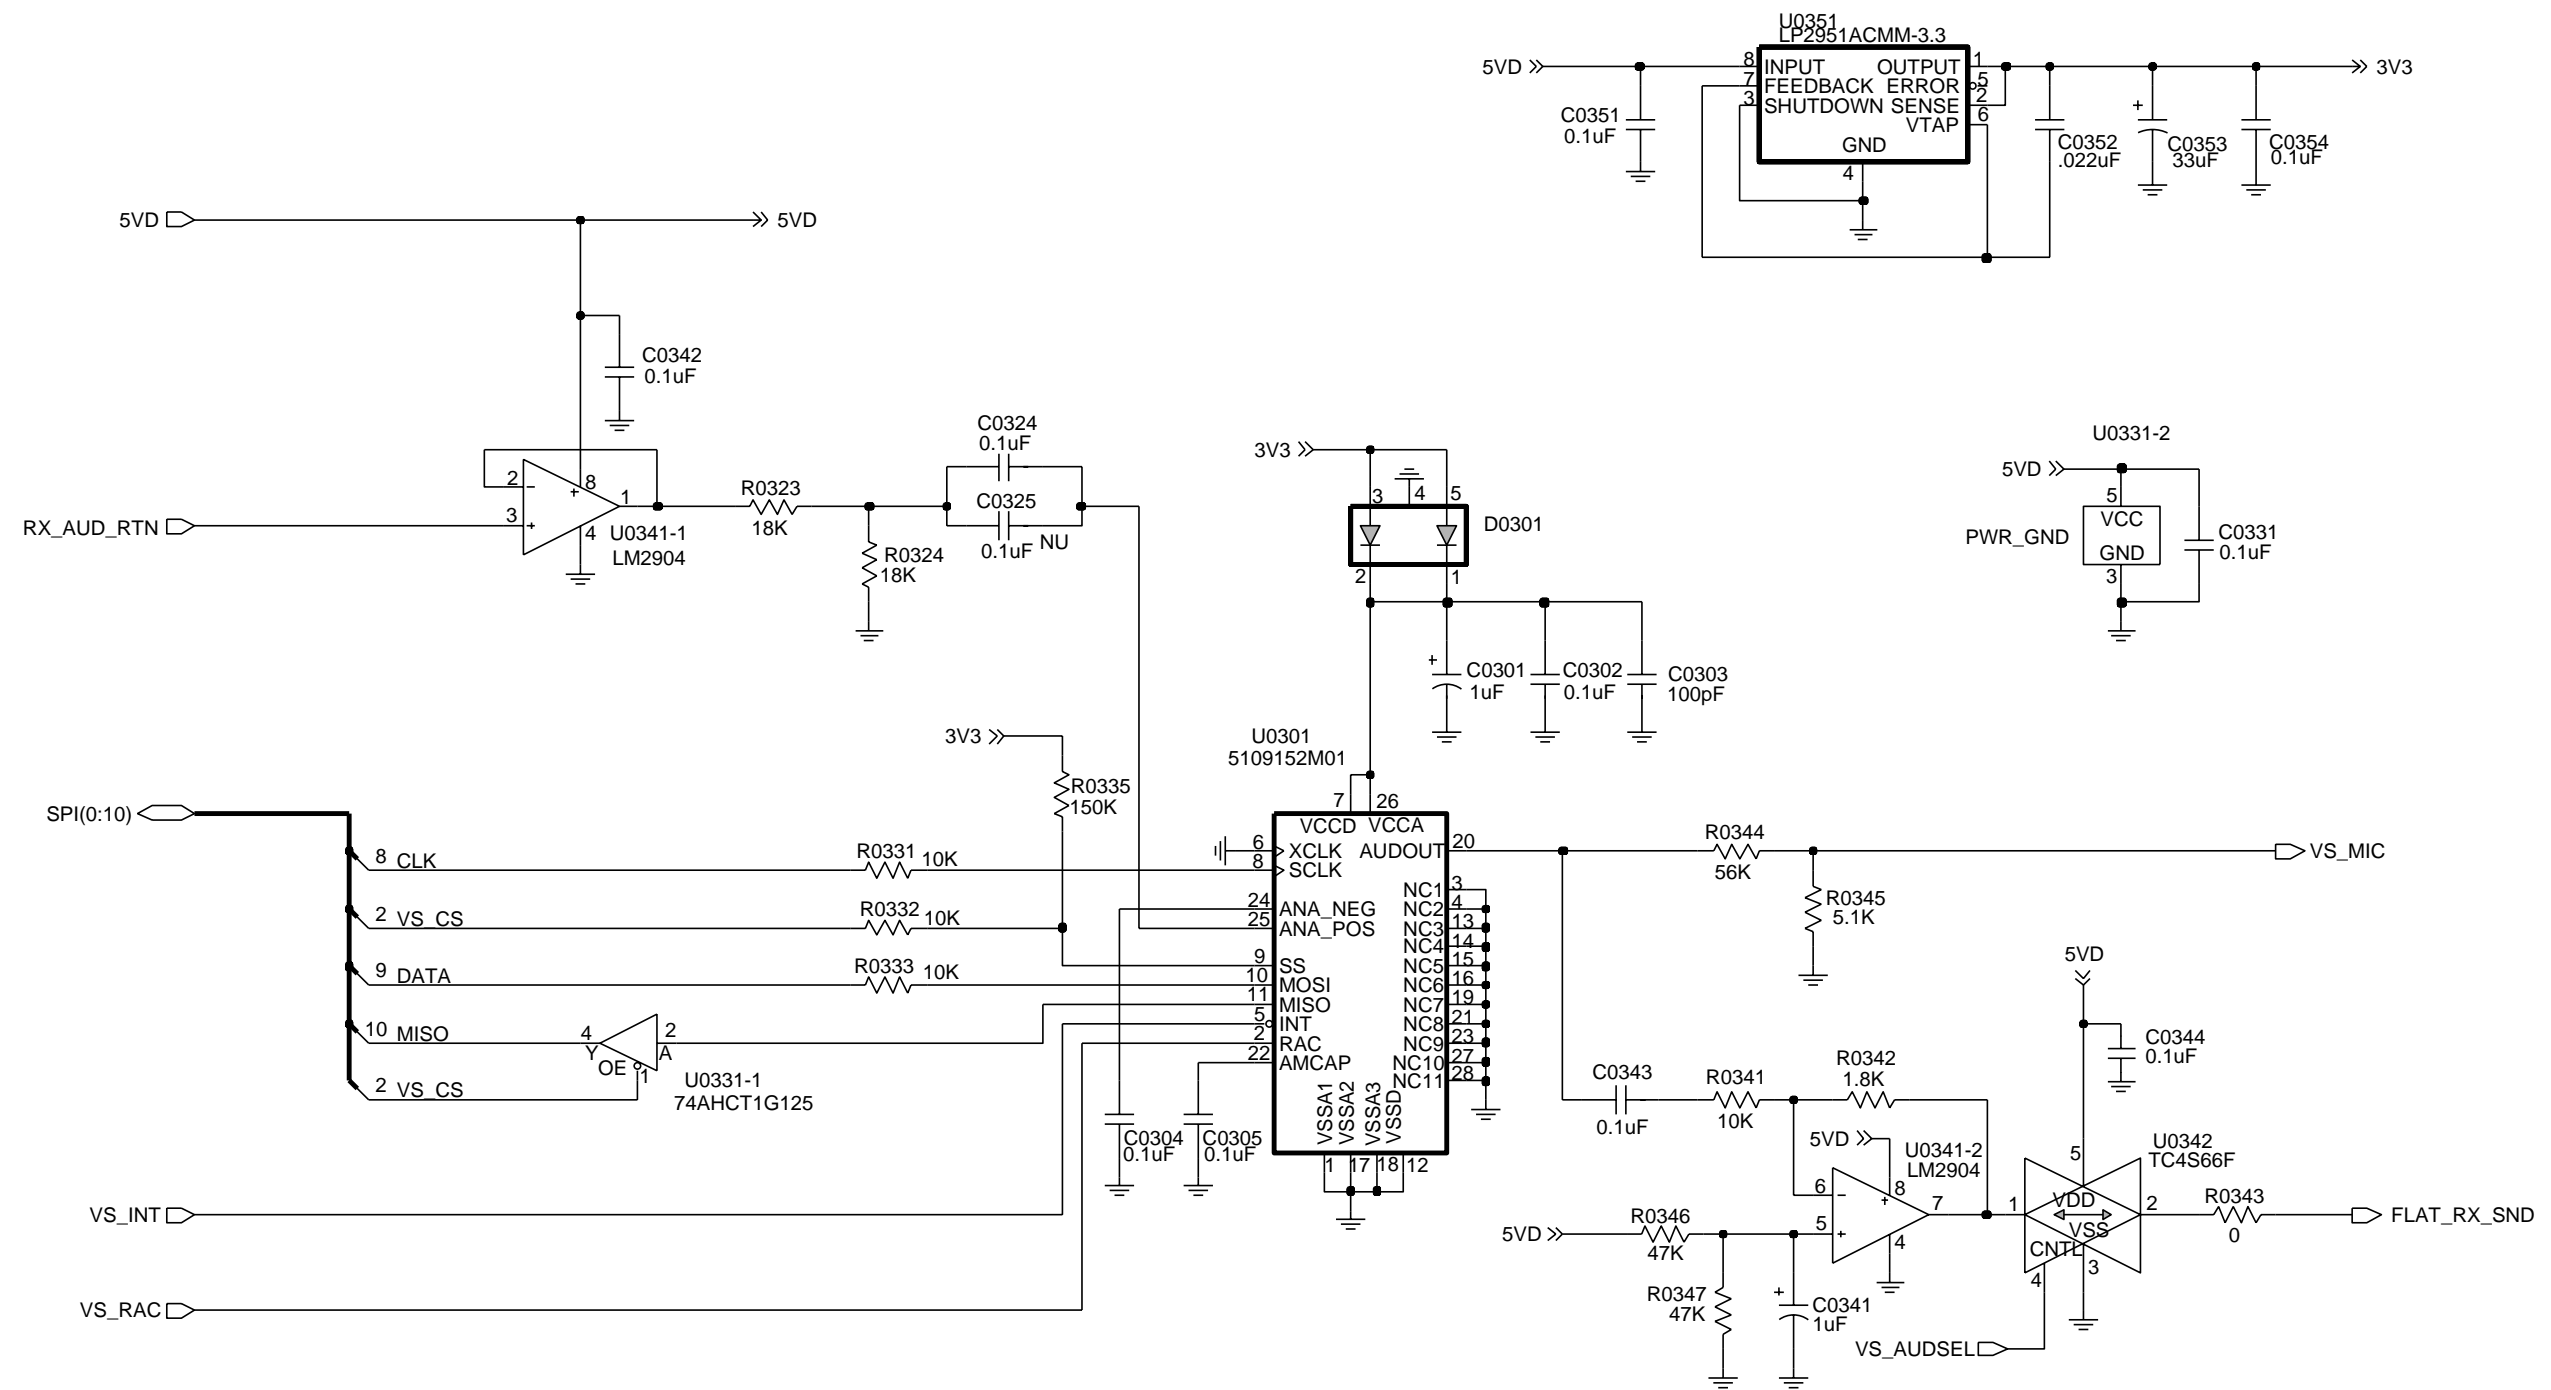 U0351
LP2951ACMM-3.3
5VD
8
INPUT
7
FEEDBACK
3
SHUTDOWN
OUTPUT
1
ERROR
5
SENSE
2
VTAP
6
GND
4
3V3
C0351
0.1uF
C0352
.022uF
+
C0353
33uF
C0354
0.1uF
5VD
5VD
C0342
0.1uF
RX_AUD_RTN
2
−
3
+
+
8
4
1
U0341-1
LM2904
R0323
18K
R0324
18K
C0324
0.1uF
C0325
0.1uF
NU
3V3
3
4
5
D0301
2
1
+
C0301
1uF
C0302
0.1uF
C0303
100pF
U0331-2
5VD
5
VCC
PWR_GND
GND
3
C0331
0.1uF
3V3
R0335
150K
U0301
5109152M01
7
26
VCCD
VCCA
SPI(0:10)
8
CLK
R0331
10K
2
VS_CS
R0332
10K
9
DATA
R0333
10K
10
MISO
4
Y
2
A
OE
1
U0331-1
74AHCT1G125
2
VS_CS
6
XCLK
8
SCLK
24
ANA_NEG
25
ANA_POS
9
SS
10
MOSI
11
MISO
5
INT
2
RAC
22
AMCAP
AUDOUT
20
NC1
3
NC2
4
NC3
13
NC4
14
NC5
15
NC6
16
NC7
19
NC8
21
NC9
23
NC10
27
NC11
28
VSSA1
VSSA2
VSSA3
VSSD
1
17
18
12
C0304
0.1uF
C0305
0.1uF
VS_INT
VS_RAC
R0344
56K
VS_MIC
R0345
5.1K
5VD
C0344
0.1uF
C0343
0.1uF
R0341
10K
R0342
1.8K
5VD
U0341-2
LM2904
6
−
5
+
+
8
4
7
5VD
R0346
47K
R0347
47K
+
C0341
1uF
U0342
TC4S66F
5
VDD
VSS
CNTL
1
2
4
3
R0343
0
FLAT_RX_SND
VS_AUDSEL